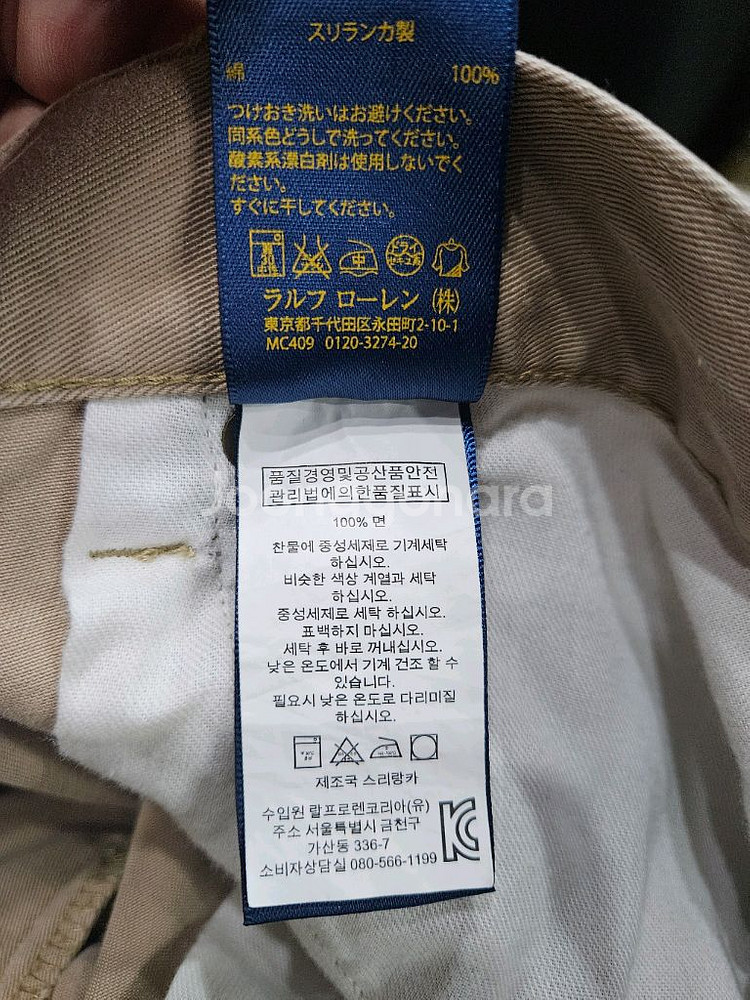 スリランカ製
綿 100%
つけおき洗いはお避けください。
同系色どうしで洗ってください。
酸素系漂白剤は使用しないでく
ださい。
すぐに干してください。
中
ドライ
ラルフ ローレン (株)
東京都千代田区永田町2-10-1
MC409 0120-3274-20
품질경영및공산품안전
관리법에의한품질표시
100% 면
찬물에 중성세제로 기계세탁
하십시오.
비슷한 색상 계열과 세탁
하십시오.
중성세제로 세탁 하십시오.
표백하지 마십시오.
세탁 후 바로 꺼내십시오.
낮은 온도에서 기계 건조 할 수
있습니다.
필요시 낮은 온도로 다리미질
하십시오.
제조국 스리랑카
수입원 랄프로렌코리아(유)
주소 서울특별시 금천구
가산동 336-7
소비자상담실 080-566-1199